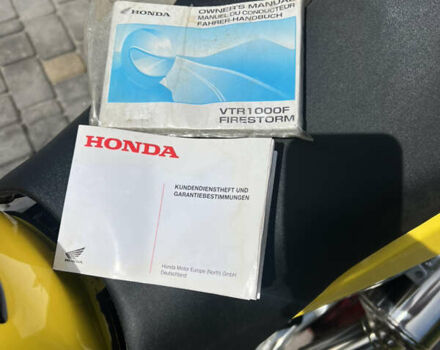 HONDA
OWNER'S MANUAL
MANUEL DU CONDUCTEUR
FAHRER-HANDBUCH
VTR1000F
FIRESTORM
HONDA
KUNDENDIENSTHEFT UND
GARANTIEBESTIMMUNGEN
HONDA
Honda Motor Europe (North) GmbH
Deutschland